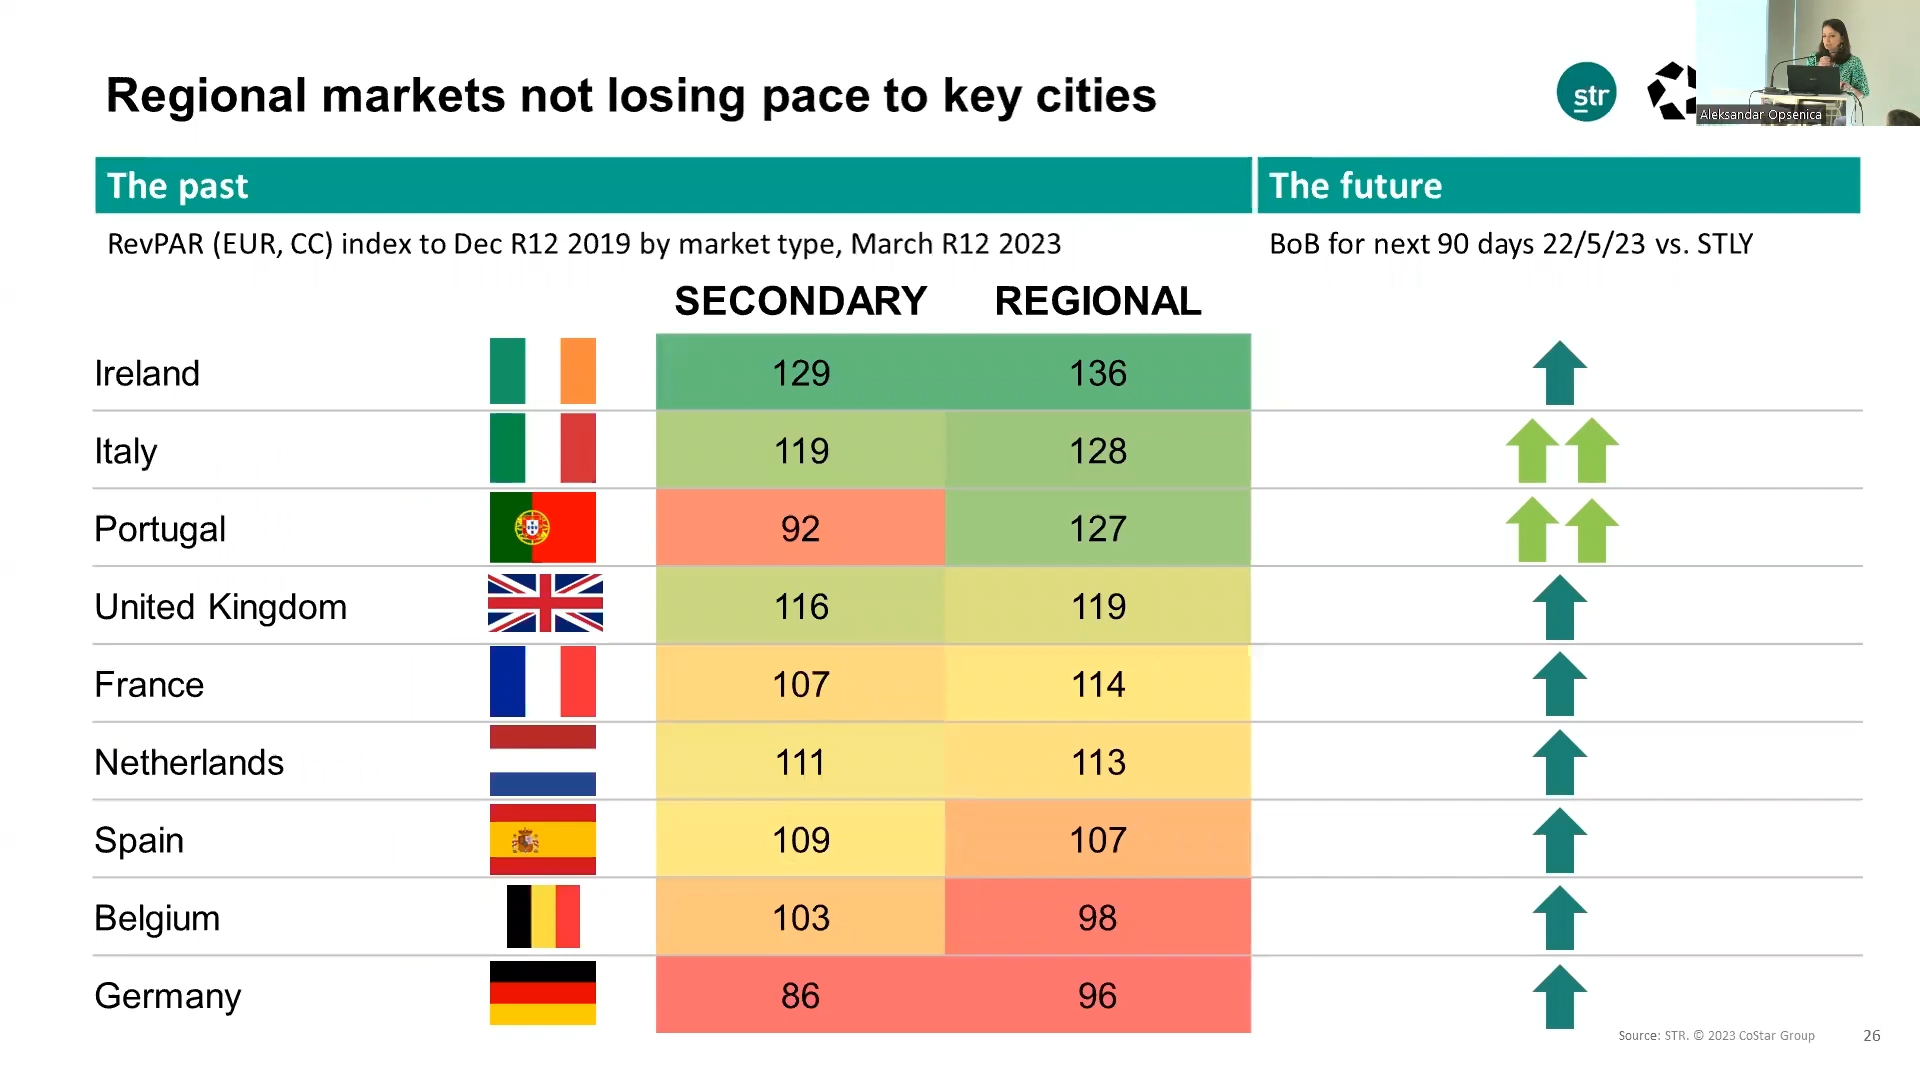 Regional markets not losing pace to key cities
str
Aleksandar Opsenica
The past
The future
RevPAR (EUR, CC) index to Dec R12 2019 by market type, March R12 2023
BoB for next 90 days 22/5/23 vs. STLY
SECONDARY REGIONAL
Ireland 129 136
Italy 119 128
Portugal 92 127
United Kingdom 116 119
France 107 114
Netherlands 111 113
Spain 109 107
Belgium 103 98
Germany 86 96
Source: STR. © 2023 CoStar Group
26